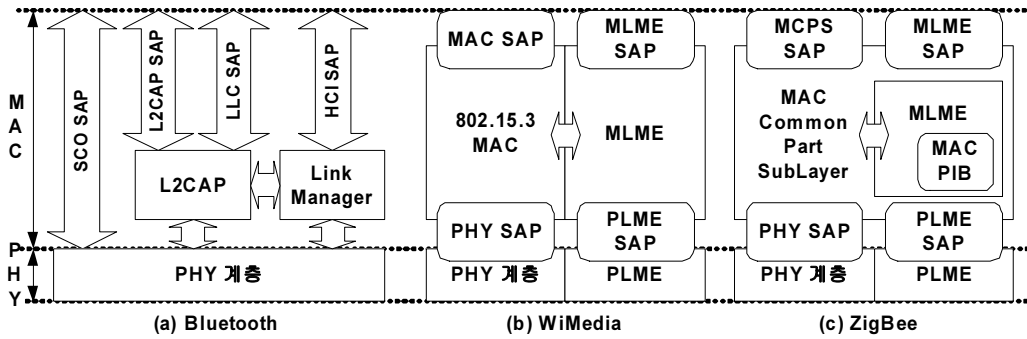 MAC
PHY
SCO SAP
L2CAP SAP
LLC SAP
HCI SAP
L2CAP
Link
Manager
PHY 계층
(a) Bluetooth
MAC SAP
MLME
SAP
802.15.3
MAC
MLME
PHY SAP
PLME
SAP
PHY 계층
PLME
(b) WiMedia
MCPS
SAP
MLME
SAP
MAC
Common
Part
SubLayer
MLME
MAC
PIB
PHY SAP
PLME
SAP
PHY 계층
PLME
(c) ZigBee